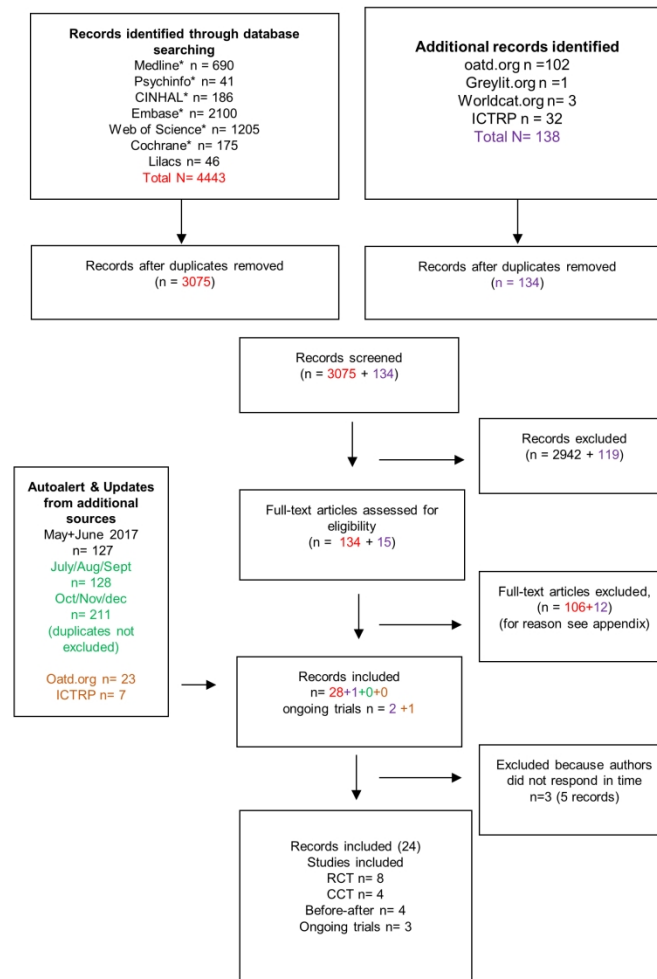 Records identified through database
searching
Medline* n = 690
Psychinfo* n = 41
CINHAL* n= 186
Embase* n = 2100
Web of Science* n = 1205
Cochrane* n = 175
Lilacs n = 46
Total N= 4443
Additional records identified
oatd.org n =102
Greylit.org n =1
Worldcat.org n= 3
ICTRP n = 32
Total N= 138
Records after duplicates removed
(n = 3075)
Records after duplicates removed
(n = 134)
Records screened
(n = 3075 + 134)
Records excluded
(n = 2942 + 119)
Autoalert & Updates
from additional
sources
May+June 2017
n= 127
July/Aug/Sept
n= 128
Oct/Nov/dec
n= 211
(duplicates not
excluded)
Oatd.org n= 23
ICTRP n= 7
Full-text articles assessed for
eligibility
(n = 134 + 15)
Full-text articles excluded,
(n = 106+12)
(for reason see appendix)
Records included
n= 28+1+0+0
ongoing trials n = 2 +1
Excluded because authors
did not respond in time
n=3 (5 records)
Records included (24)
Studies included
RCT n= 8
CCT n= 4
Before-after n= 4
Ongoing trials n= 3